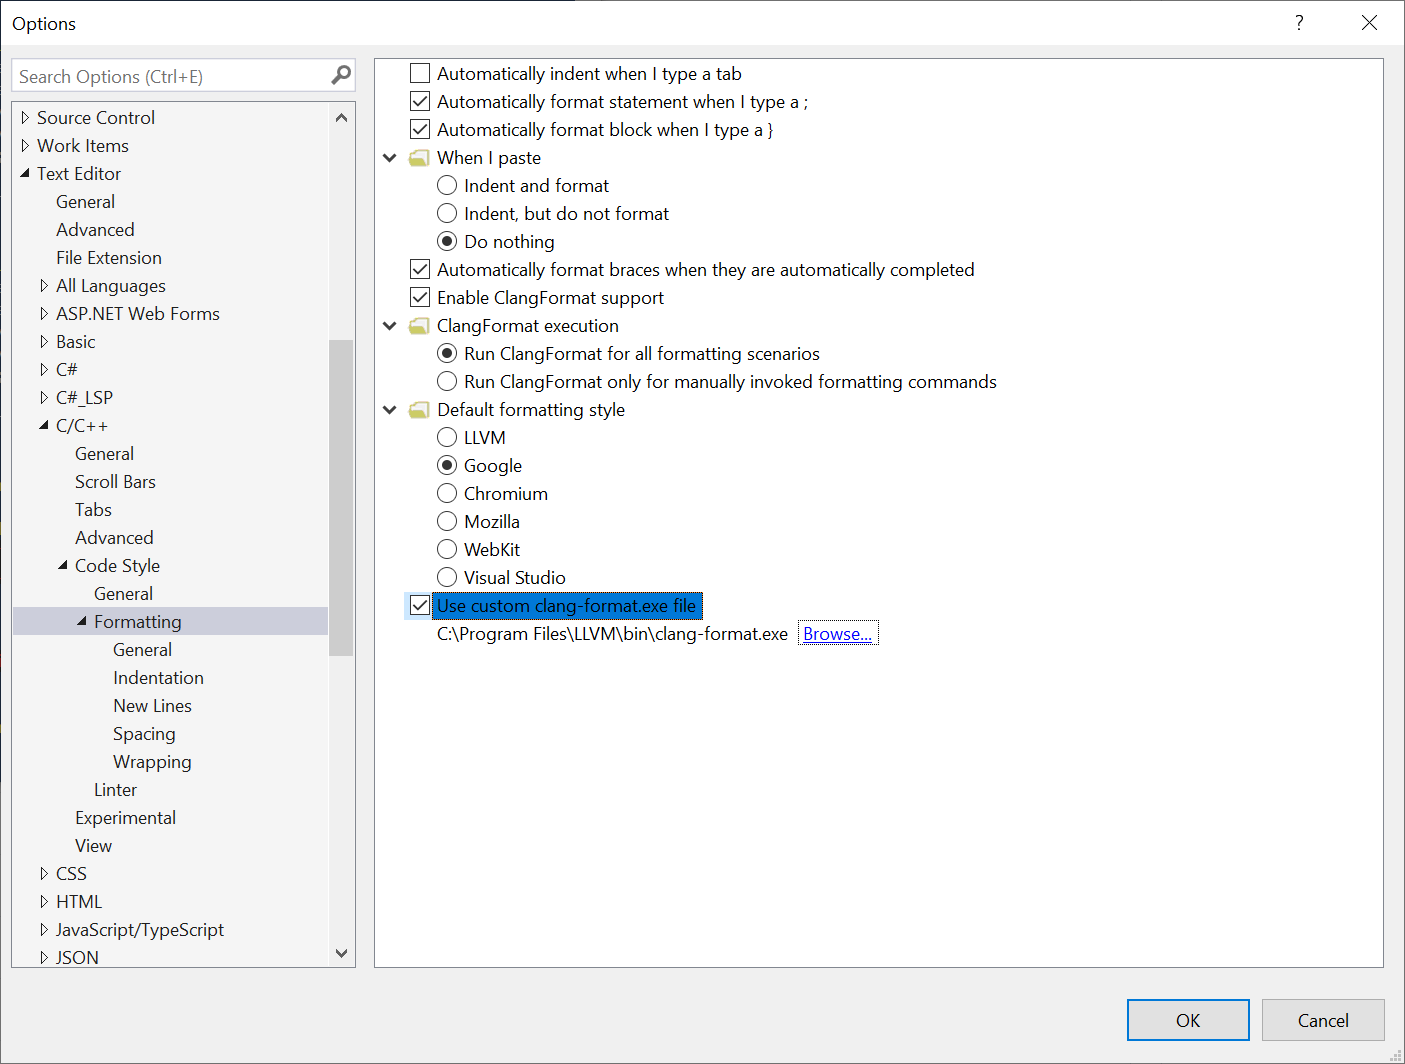 Options
?
Search Options (Ctrl+E)
Source Control
Work Items
Text Editor
General
Advanced
File Extension
All Languages
ASP.NET Web Forms
Basic
C#
C#_LSP
C/C++
General
Scroll Bars
Tabs
Advanced
Code Style
General
Formatting
General
Indentation
New Lines
Spacing
Wrapping
Linter
Experimental
View
CSS
HTML
JavaScript/TypeScript
JSON
Automatically indent when I type a tab
Automatically format statement when I type a ;
Automatically format block when I type a }
When I paste
Indent and format
Indent, but do not format
Do nothing
Automatically format braces when they are automatically completed
Enable ClangFormat support
ClangFormat execution
Run ClangFormat for all formatting scenarios
Run ClangFormat only for manually invoked formatting commands
Default formatting style
LLVM
Google
Chromium
Mozilla
WebKit
Visual Studio
Use custom clang-format.exe file
C:\Program Files\LLVM\bin\clang-format.exe Browse...
OK
Cancel